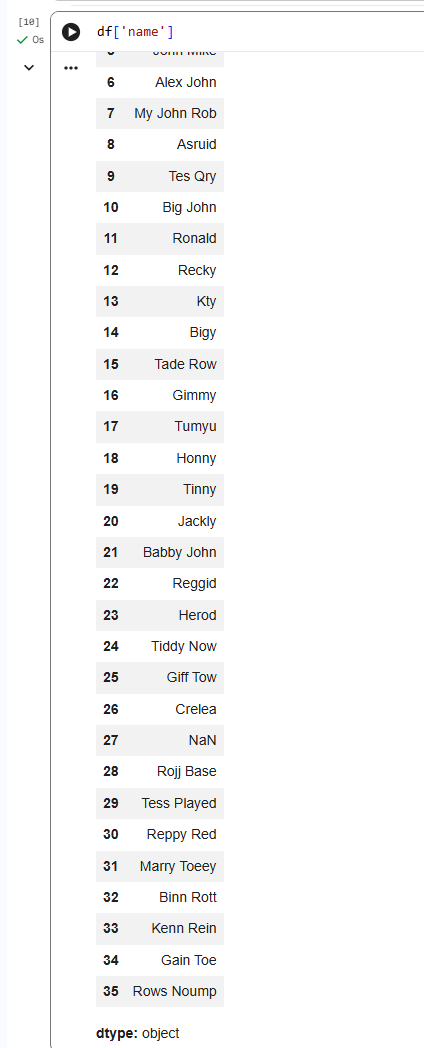 [10]
0s
df['name']
5 John Mike
6 Alex John
7 My John Rob
8 Asruid
9 Tes Qry
10 Big John
11 Ronald
12 Recky
13 Kty
14 Bigy
15 Tade Row
16 Gimmy
17 Tumyu
18 Honny
19 Tinny
20 Jackly
21 Babby John
22 Reggid
23 Herod
24 Tiddy Now
25 Giff Tow
26 Crelea
27 NaN
28 Rojj Base
29 Tess Played
30 Reppy Red
31 Marry Toeey
32 Binn Rott
33 Kenn Rein
34 Gain Toe
35 Rows Noump
dtype: object